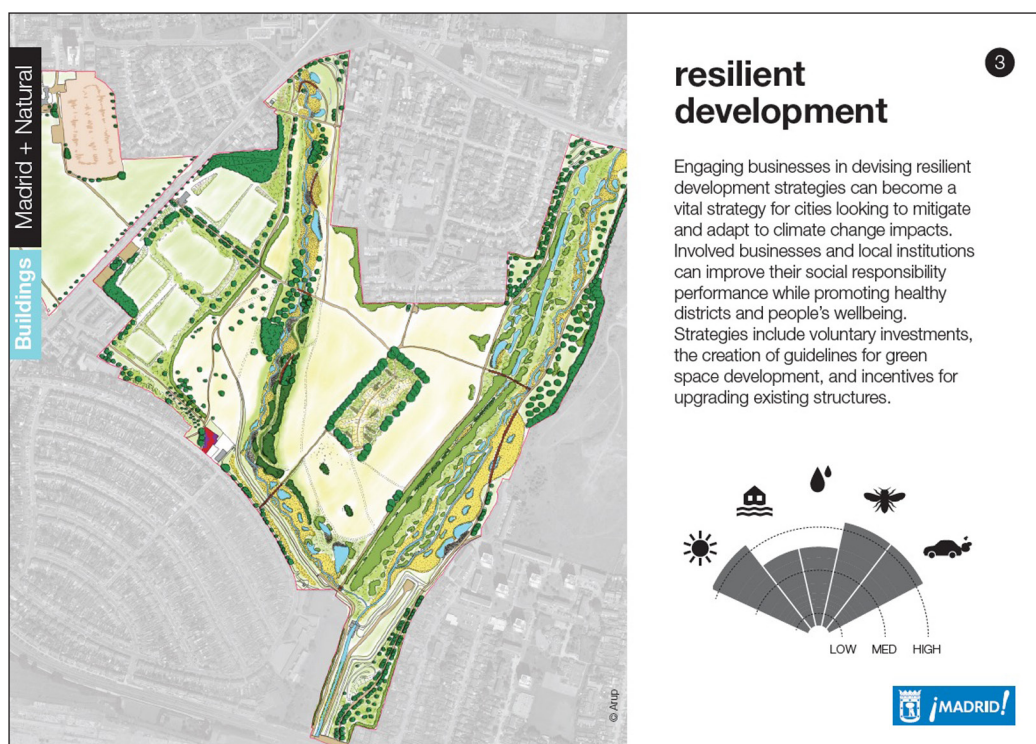 Madrid + Natural
Buildings
3
resilient
development
Engaging businesses in devising resilient
development strategies can become a
vital strategy for cities looking to mitigate
and adapt to climate change impacts.
Involved businesses and local institutions
can improve their social responsibility
performance while promoting healthy
districts and people’s wellbeing.
Strategies include voluntary investments,
the creation of guidelines for green
space development, and incentives for
upgrading existing structures.
LOW MED HIGH
© Arup
¡MADRID!